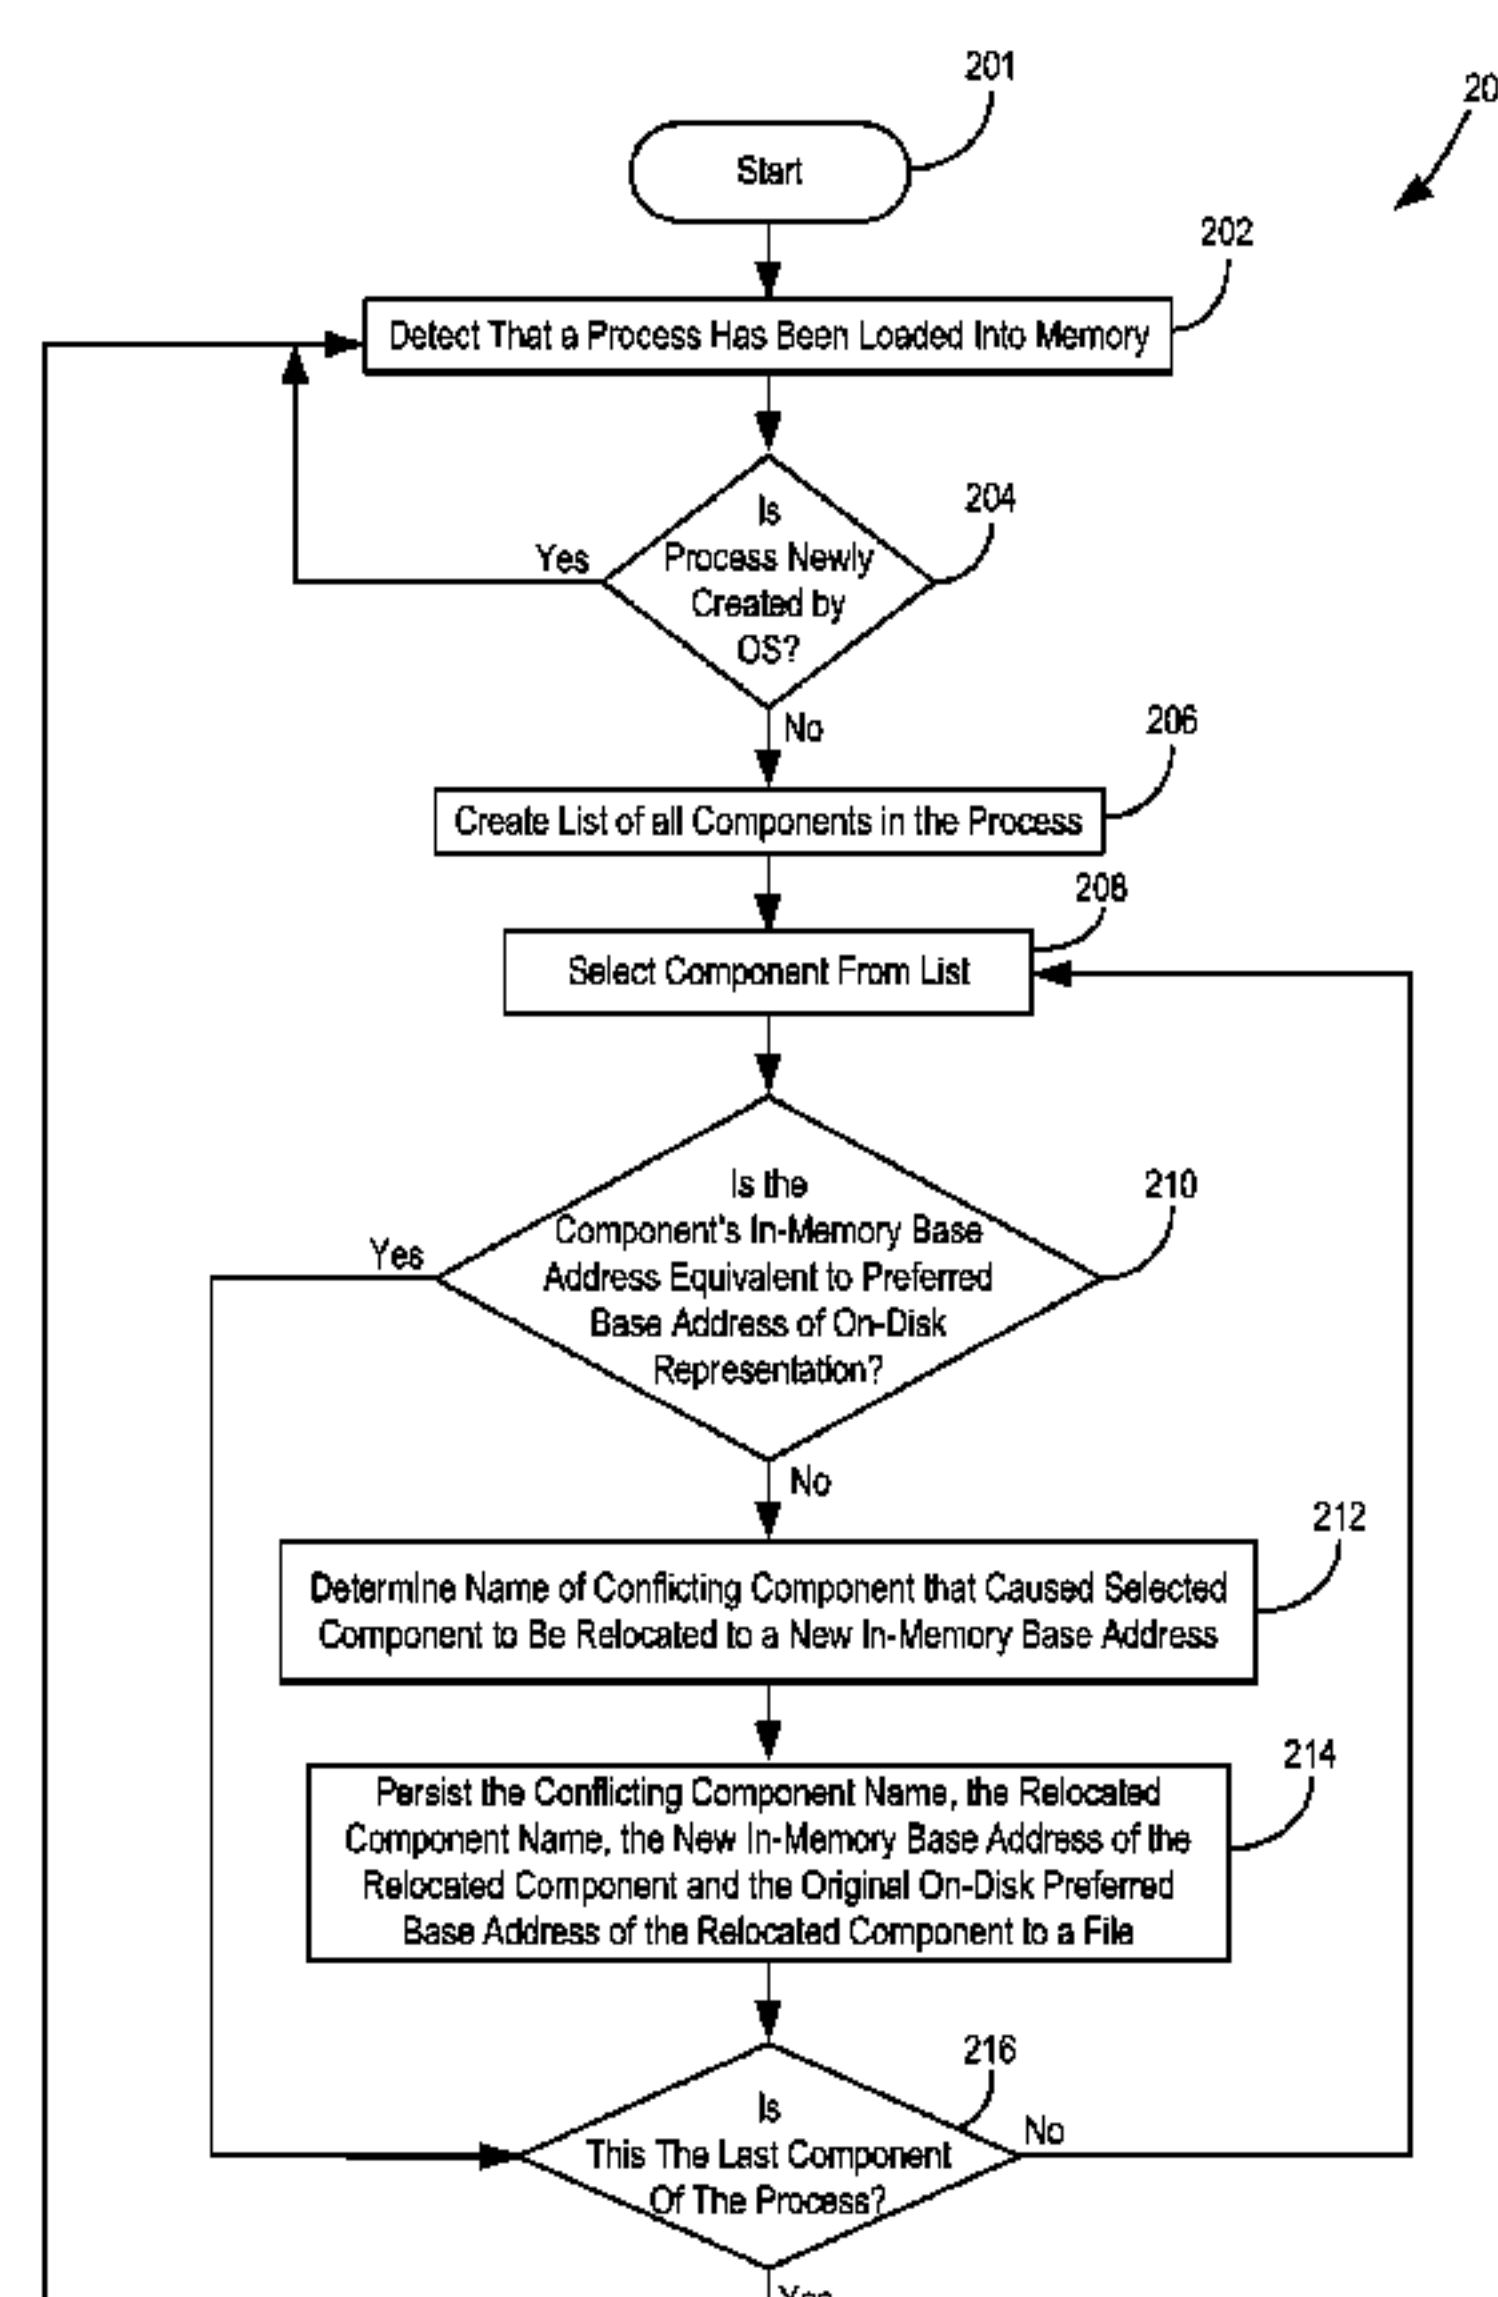 201
20
Start
202
Detect That a Process Has Been Loaded Into Memory
204
Is
Process Newly
Created by
OS?
Yes
No
206
Create List of all Components in the Process
208
Select Component From List
210
Is the
Component's In-Memory Base
Address Equivalent to Preferred
Base Address of On-Disk
Representation?
Yes
No
212
Determine Name of Conflicting Component that Caused Selected
Component to Be Relocated to a New In-Memory Base Address
214
Persist the Conflicting Component Name, the Relocated
Component Name, the New In-Memory Base Address of the
Relocated Component and the Original On-Disk Preferred
Base Address of the Relocated Component to a File
216
Is
This The Last Component
Of The Process?
No
Yes